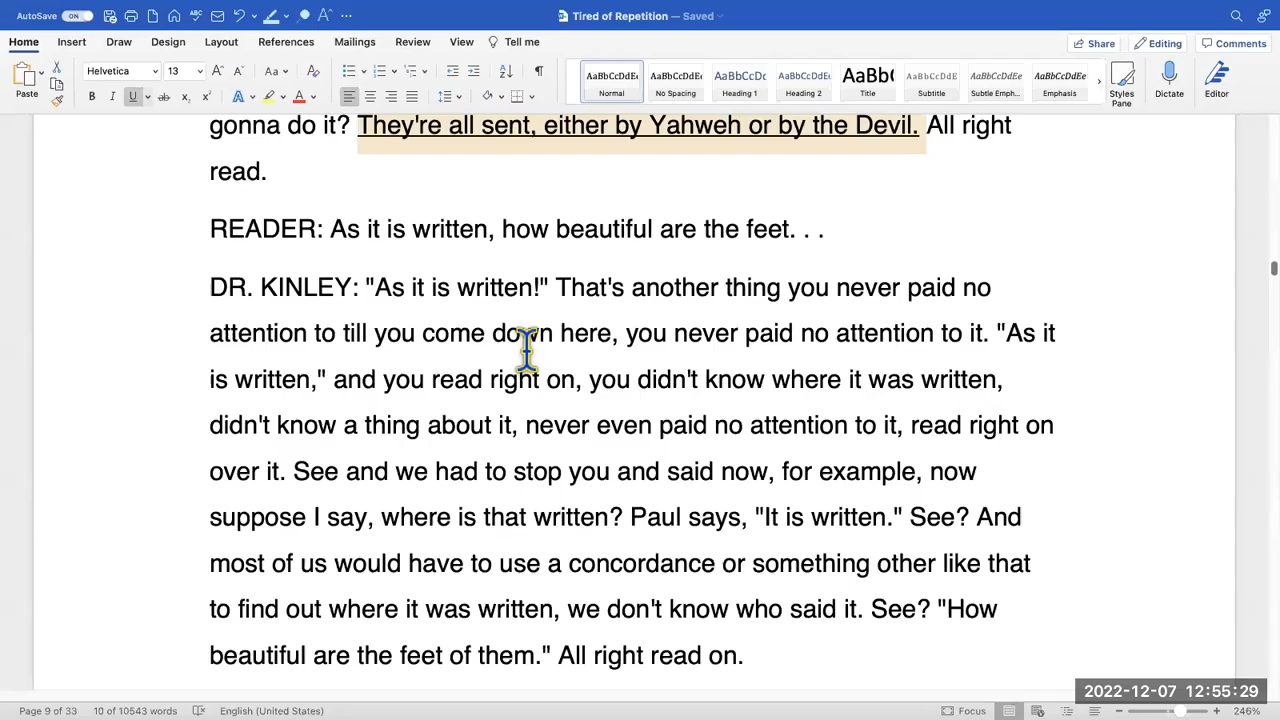 AutoSave ON Tired of Repetition — Saved
Home Insert Draw Design Layout References Mailings Review View Tell me Share Editing Comments
Paste Helvetica 13 Aa AaBbCcDdEe Normal AaBbCcDdEe No Spacing AaBbCcDc Heading 1 AaBbCcDdEe Heading 2 AaBbC Title AaBbCcDdEe Subtitle AaBbCcDdEe Subtle Emph... AaBbCcDdEe Emphasis Styles Pane Dictate Editor
gonna do it? They're all sent, either by Yahweh or by the Devil. All right
read.
READER: As it is written, how beautiful are the feet. . .
DR. KINLEY: "As it is written!" That's another thing you never paid no
attention to till you come down here, you never paid no attention to it. "As it
is written," and you read right on, you didn't know where it was written,
didn't know a thing about it, never even paid no attention to it, read right on
over it. See and we had to stop you and said now, for example, now
suppose I say, where is that written? Paul says, "It is written." See? And
most of us would have to use a concordance or something other like that
to find out where it was written, we don't know who said it. See? "How
beautiful are the feet of them." All right read on.
2022-12-07 12:55:29
Page 9 of 33 10 of 10543 words English (United States) Focus 246%